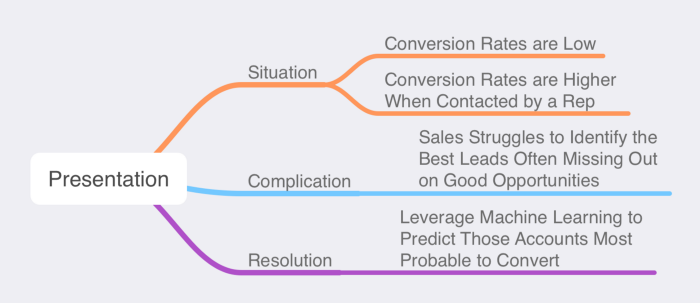 Presentation
Situation
Conversion Rates are Low
Conversion Rates are Higher
When Contacted by a Rep
Complication
Sales Struggles to Identify the
Best Leads Often Missing Out
on Good Opportunities
Resolution
Leverage Machine Learning to
Predict Those Accounts Most
Probable to Convert